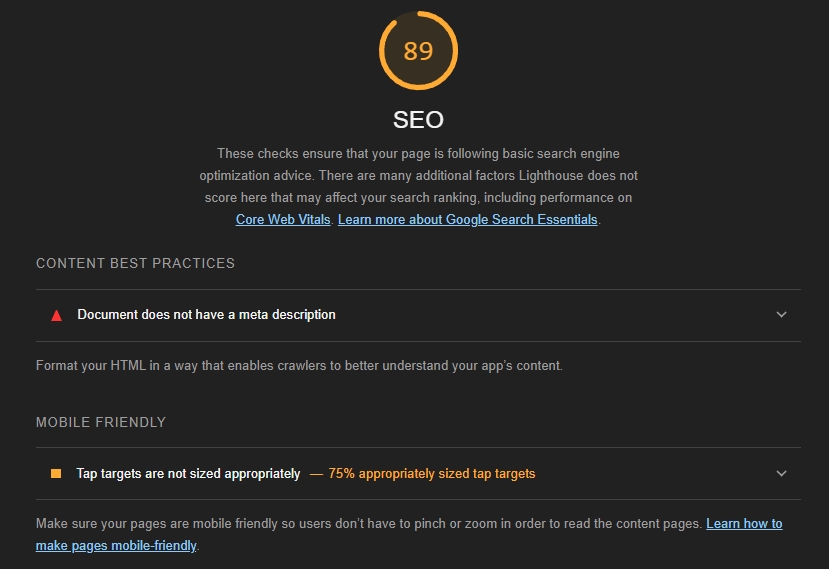 89
SEO
These checks ensure that your page is following basic search engine
optimization advice. There are many additional factors Lighthouse does not
score here that may affect your search ranking, including performance on
Core Web Vitals. Learn more about Google Search Essentials.
CONTENT BEST PRACTICES
Document does not have a meta description
Format your HTML in a way that enables crawlers to better understand your app’s content.
MOBILE FRIENDLY
Tap targets are not sized appropriately — 75% appropriately sized tap targets
Make sure your pages are mobile friendly so users don’t have to pinch or zoom in order to read the content pages. Learn how to
make pages mobile-friendly.